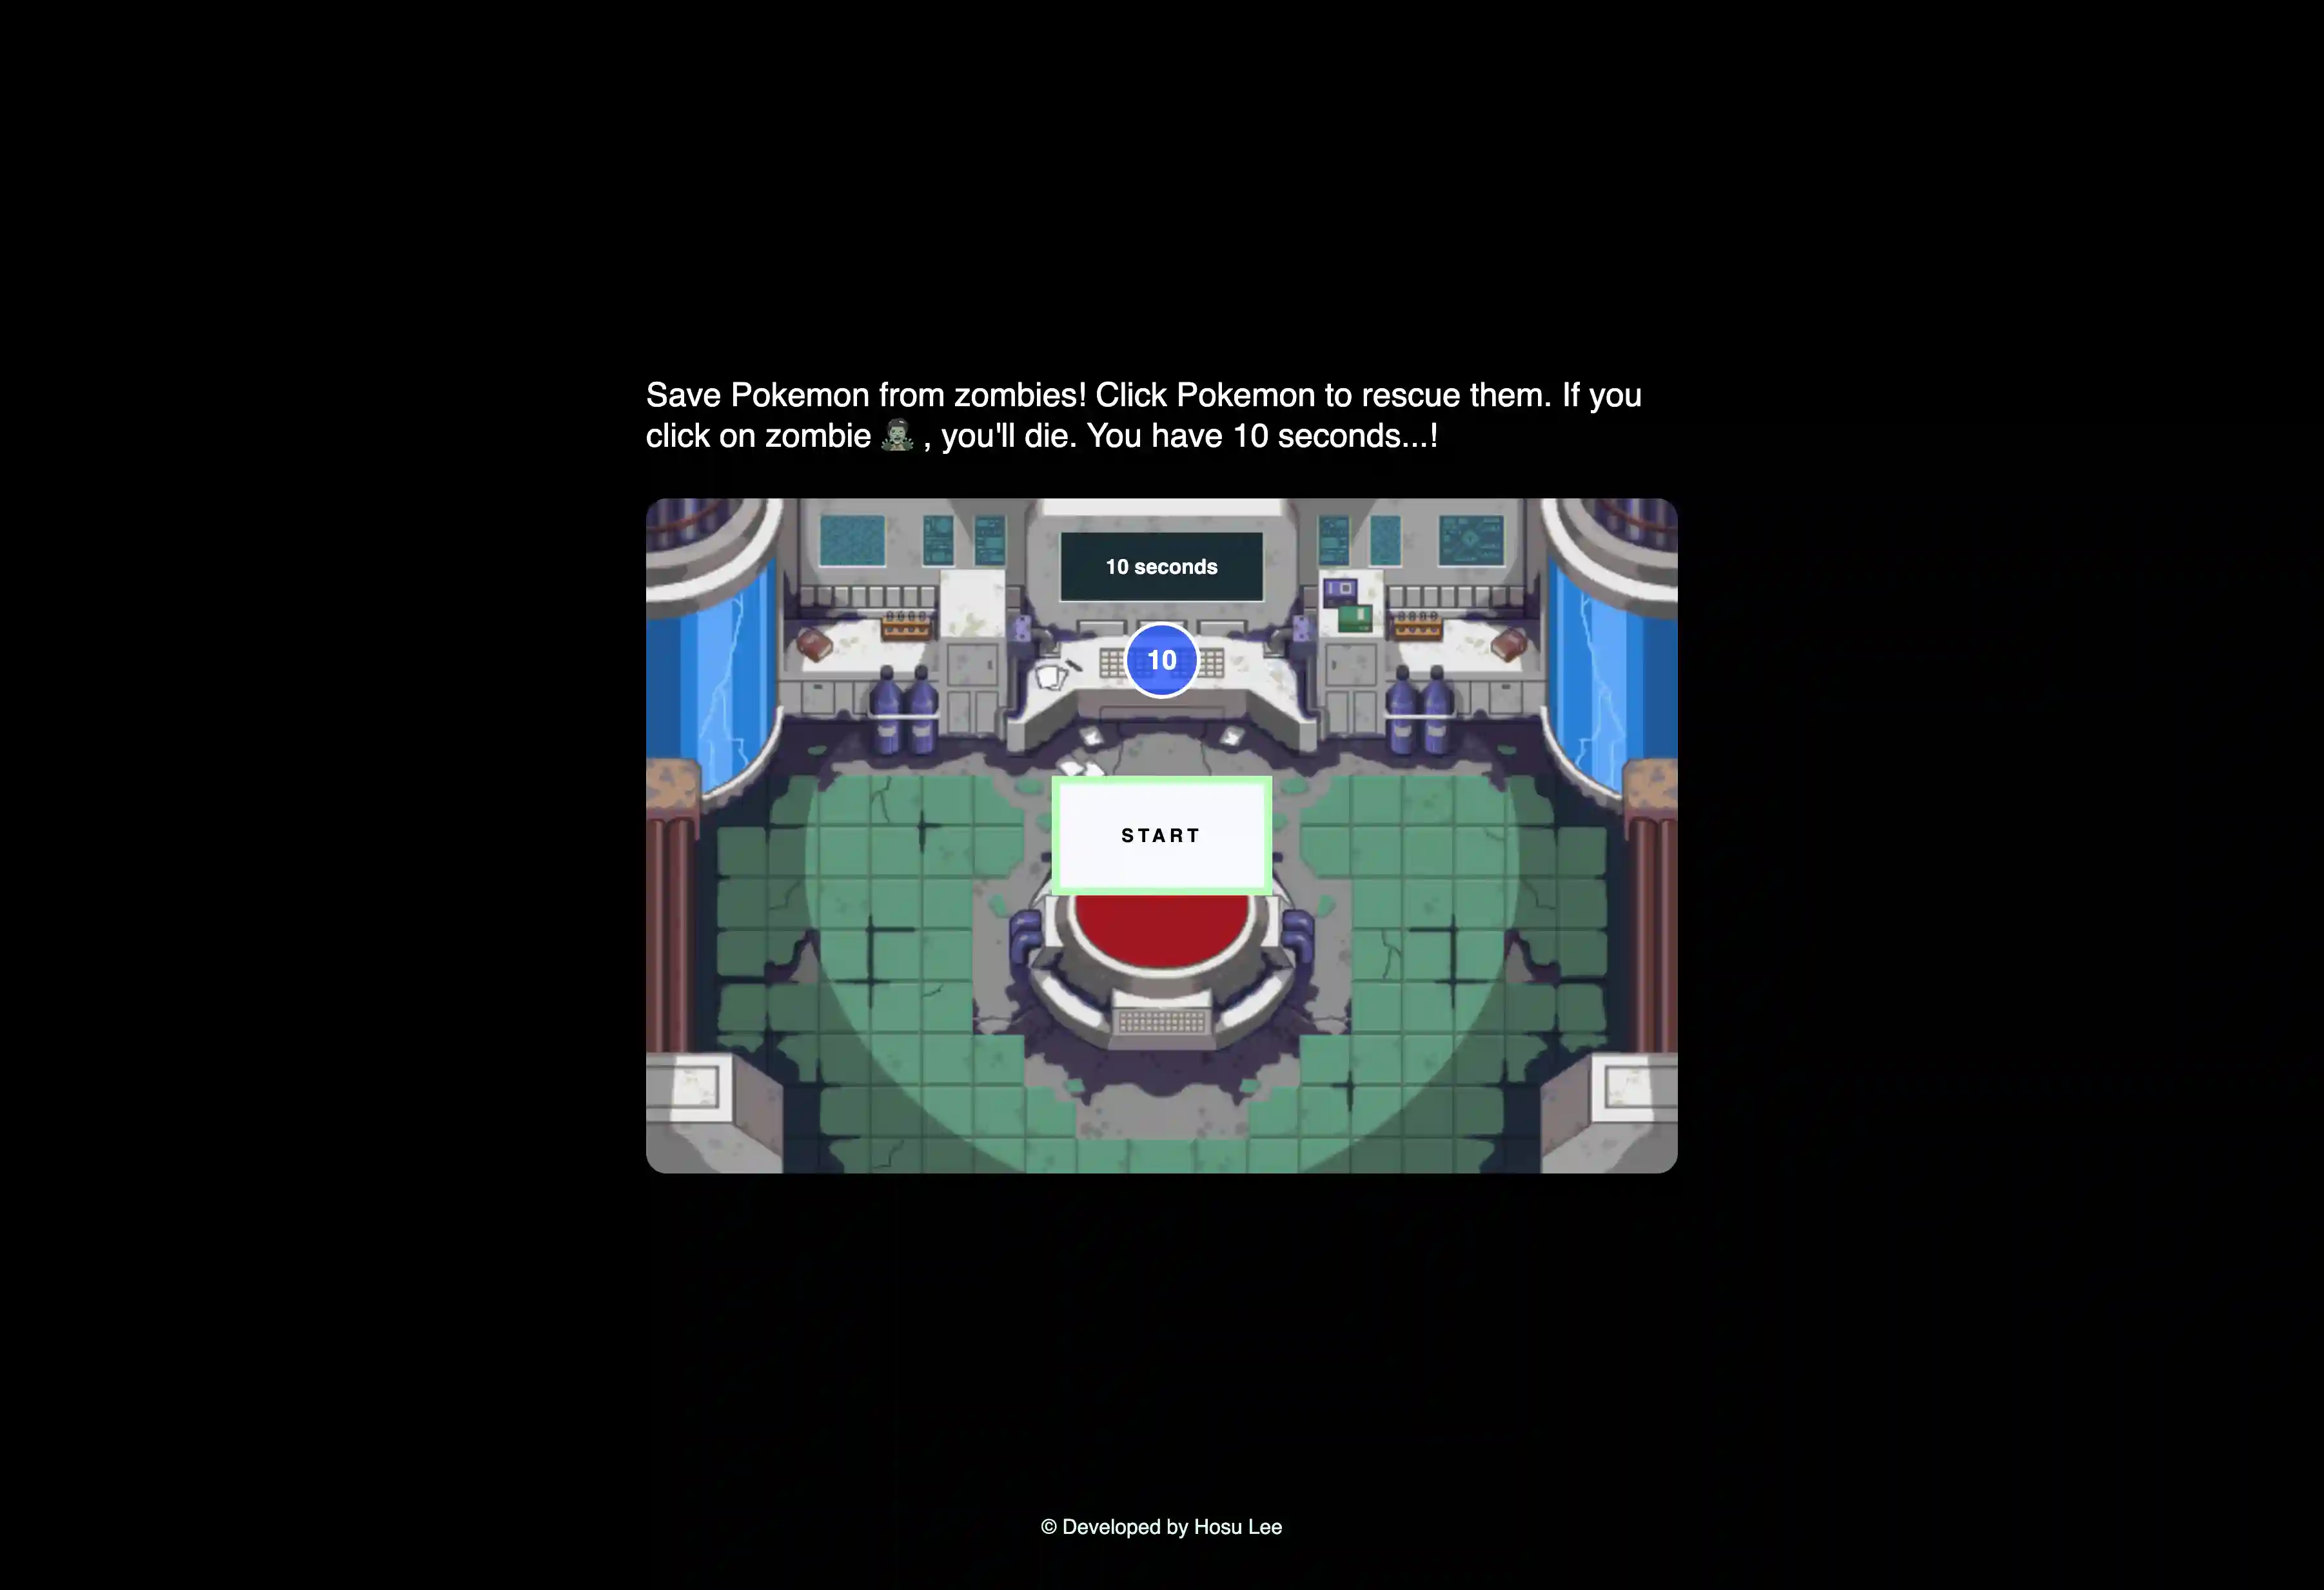 Save Pokemon from zombies! Click Pokemon to rescue them. If you
click on zombie 🧟 , you'll die. You have 10 seconds...!
10 seconds
10
START
© Developed by Hosu Lee